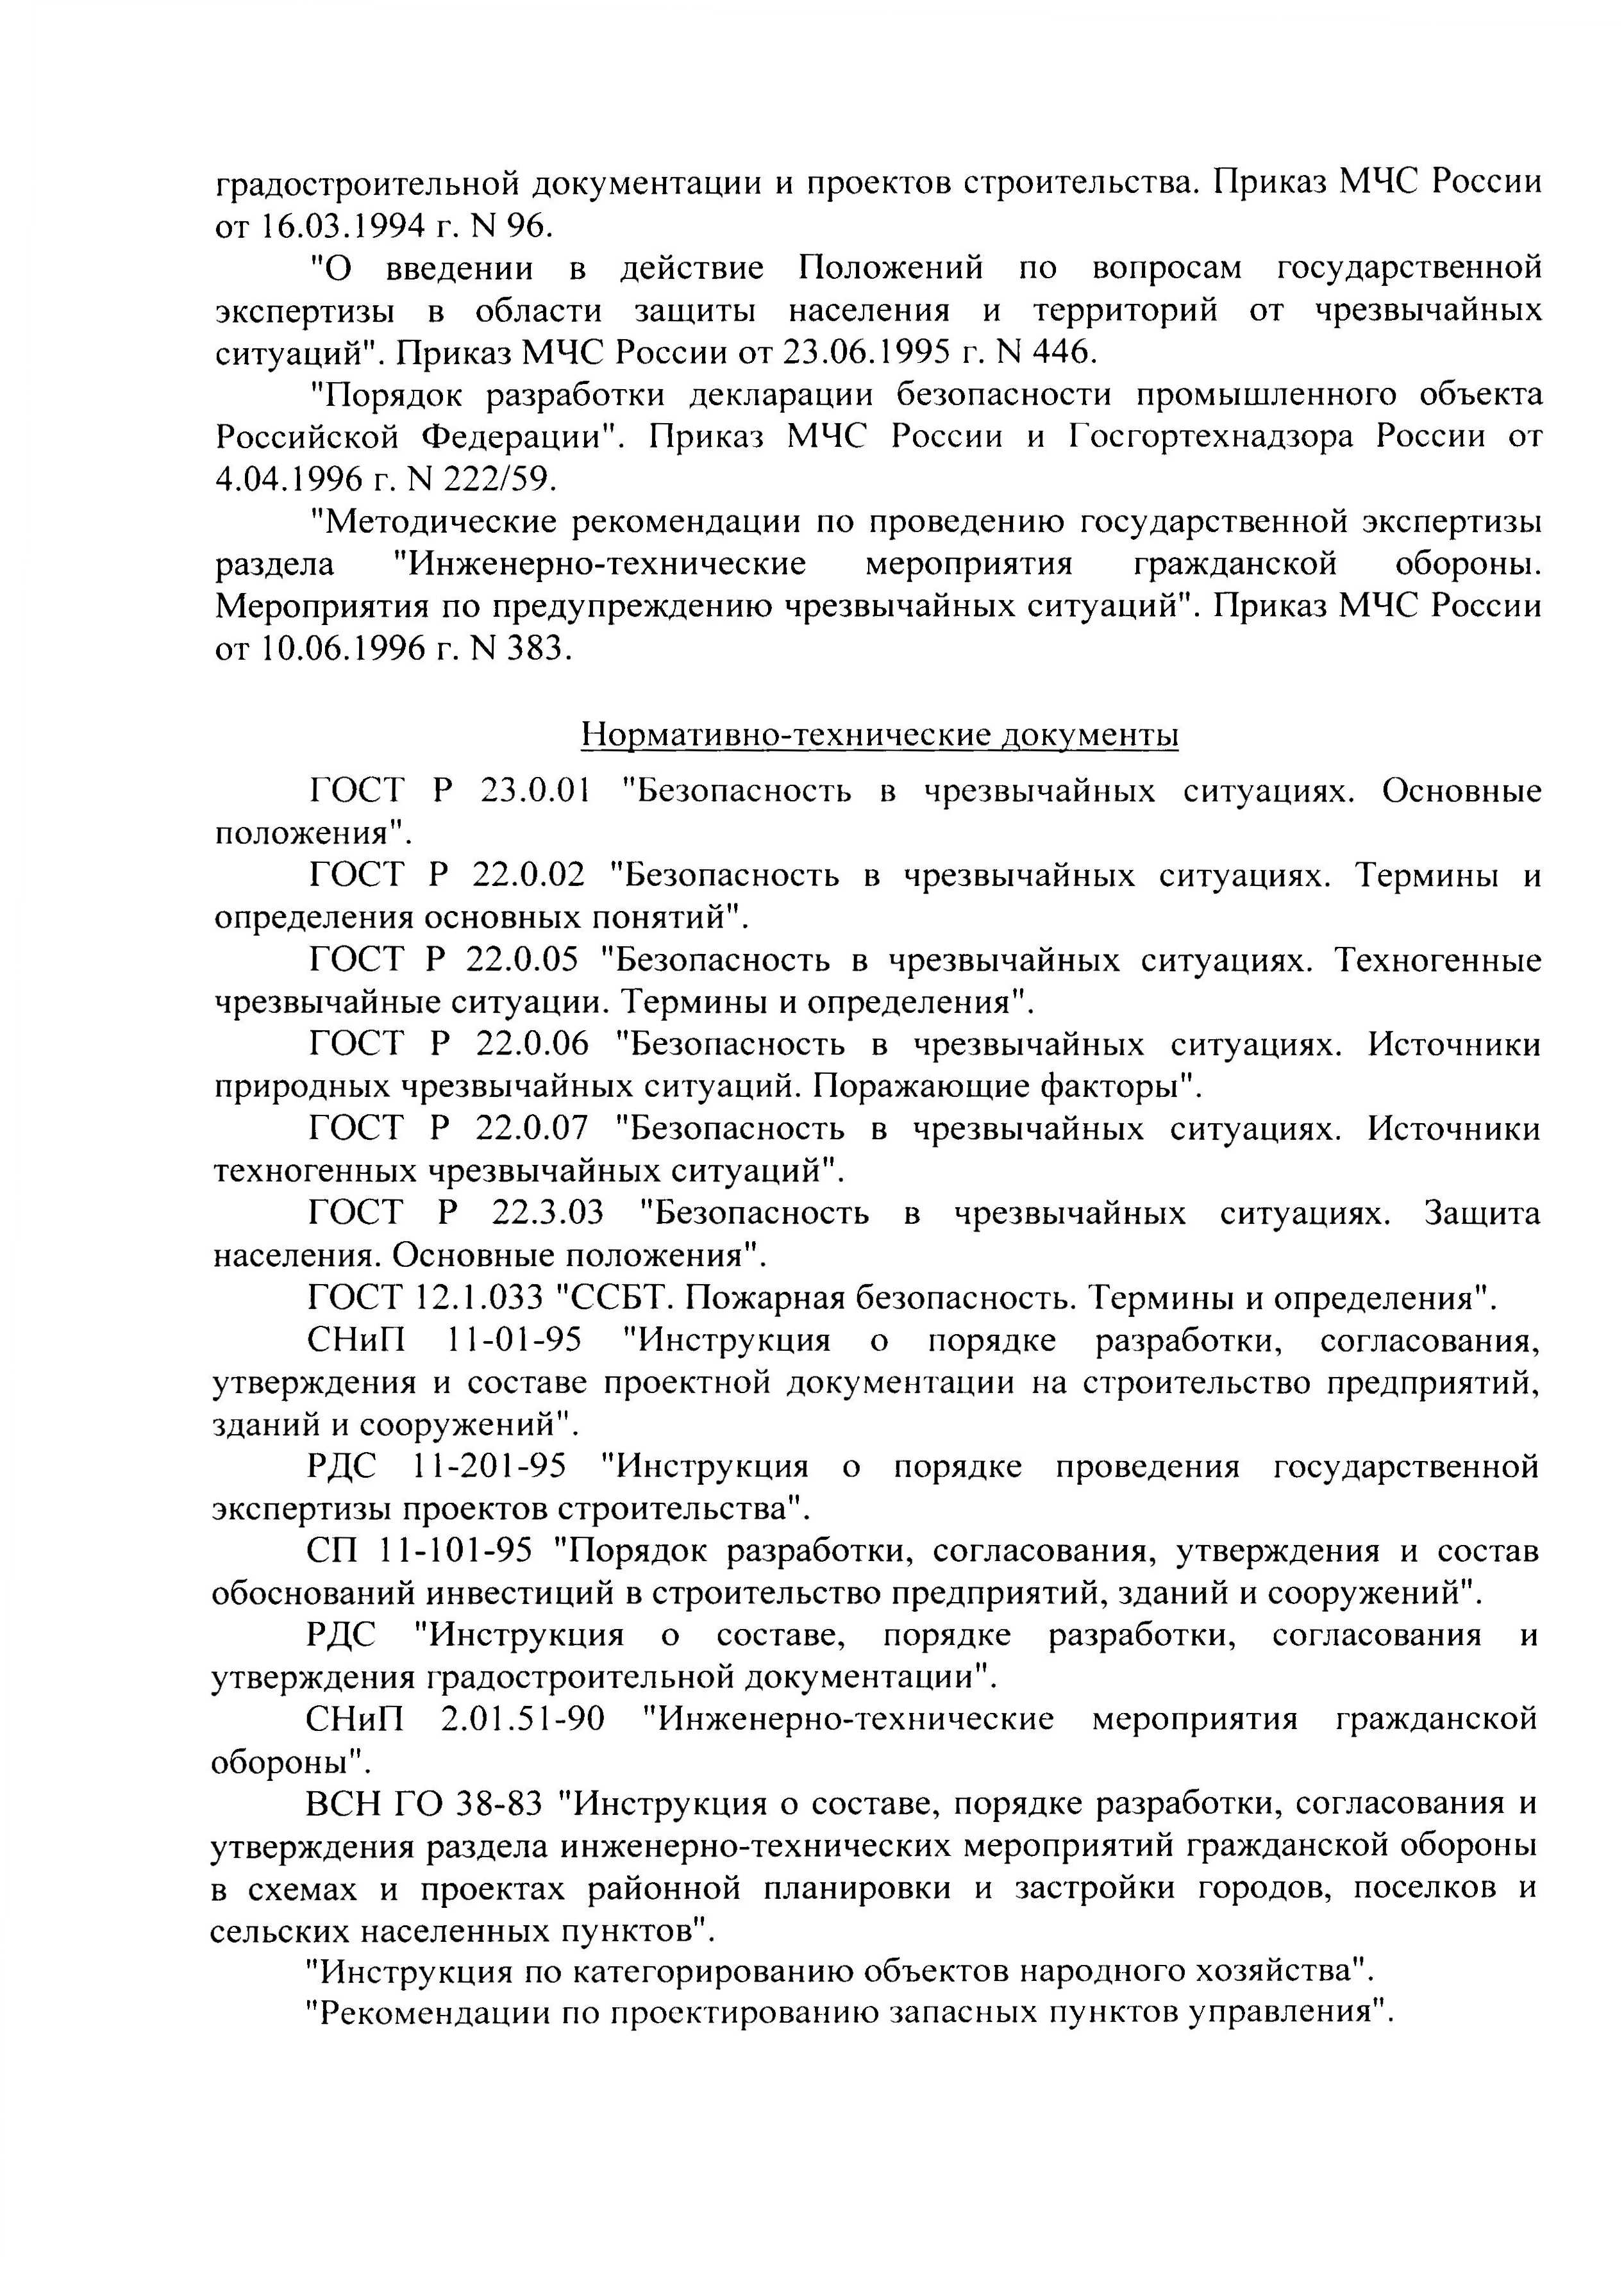 градостроительной документации и проектов строительства. Приказ МЧС России
от 16.03.1994 г. N 96.
"О введении в действие Положений по вопросам государственной
экспертизы в области защиты населения и территорий от чрезвычайных
ситуаций". Приказ МЧС России от 23.06.1995 г. N 446.
"Порядок разработки декларации безопасности промышленного объекта
Российской Федерации". Приказ МЧС России и Госгортехнадзора России от
4.04.1996 г. N 222/59.
"Методические рекомендации по проведению государственной экспертизы
раздела "Инженерно-технические мероприятия гражданской обороны.
Мероприятия по предупреждению чрезвычайных ситуаций". Приказ МЧС России
от 10.06.1996 г. N 383.
Нормативно-технические документы
ГОСТ Р 23.0.01 "Безопасность в чрезвычайных ситуациях. Основные
положения".
ГОСТ Р 22.0.02 "Безопасность в чрезвычайных ситуациях. Термины и
определения основных понятий".
ГОСТ Р 22.0.05 "Безопасность в чрезвычайных ситуациях. Техногенные
чрезвычайные ситуации. Термины и определения".
ГОСТ Р 22.0.06 "Безопасность в чрезвычайных ситуациях. Источники
природных чрезвычайных ситуаций. Поражающие факторы".
ГОСТ Р 22.0.07 "Безопасность в чрезвычайных ситуациях. Источники
техногенных чрезвычайных ситуаций".
ГОСТ Р 22.3.03 "Безопасность в чрезвычайных ситуациях. Защита
населения. Основные положения".
ГОСТ 12.1.033 "ССБТ. Пожарная безопасность. Термины и определения".
СНиП 11-01-95 "Инструкция о порядке разработки, согласования,
утверждения и составе проектной документации на строительство предприятий,
зданий и сооружений".
РДС 11-201-95 "Инструкция о порядке проведения государственной
экспертизы проектов строительства".
СП 11-101-95 "Порядок разработки, согласования, утверждения и состав
обоснований инвестиций в строительство предприятий, зданий и сооружений".
РДС "Инструкция о составе, порядке разработки, согласования и
утверждения градостроительной документации".
СНиП 2.01.51-90 "Инженерно-технические мероприятия гражданской
обороны".
ВСН ГО 38-83 "Инструкция о составе, порядке разработки, согласования и
утверждения раздела инженерно-технических мероприятий гражданской обороны
в схемах и проектах районной планировки и застройки городов, поселков и
сельских населенных пунктов".
"Инструкция по категорированию объектов народного хозяйства".
"Рекомендации по проектированию запасных пунктов управления".